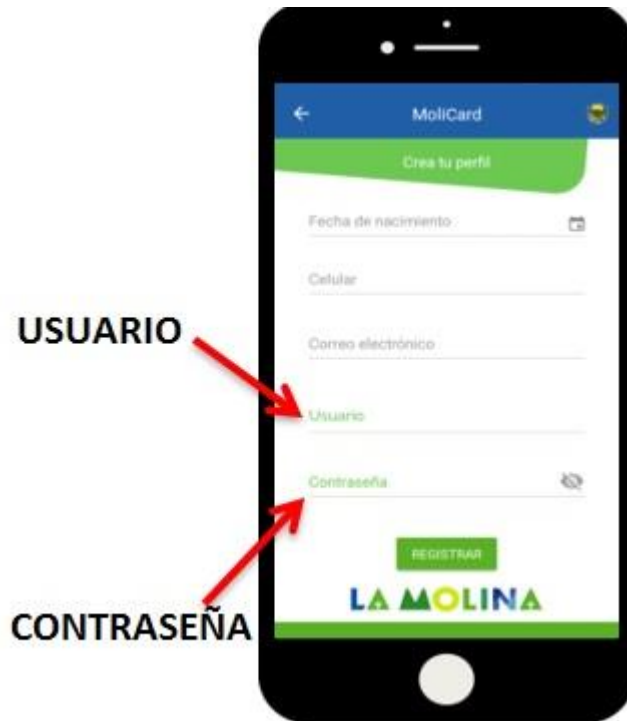 MoliCard
Crea tu perfil
Fecha de nacimiento
Celular
USUARIO
Correo electrónico
Usuario
Contraseña
REGISTRAR
LA MOLINA
CONTRASEÑA